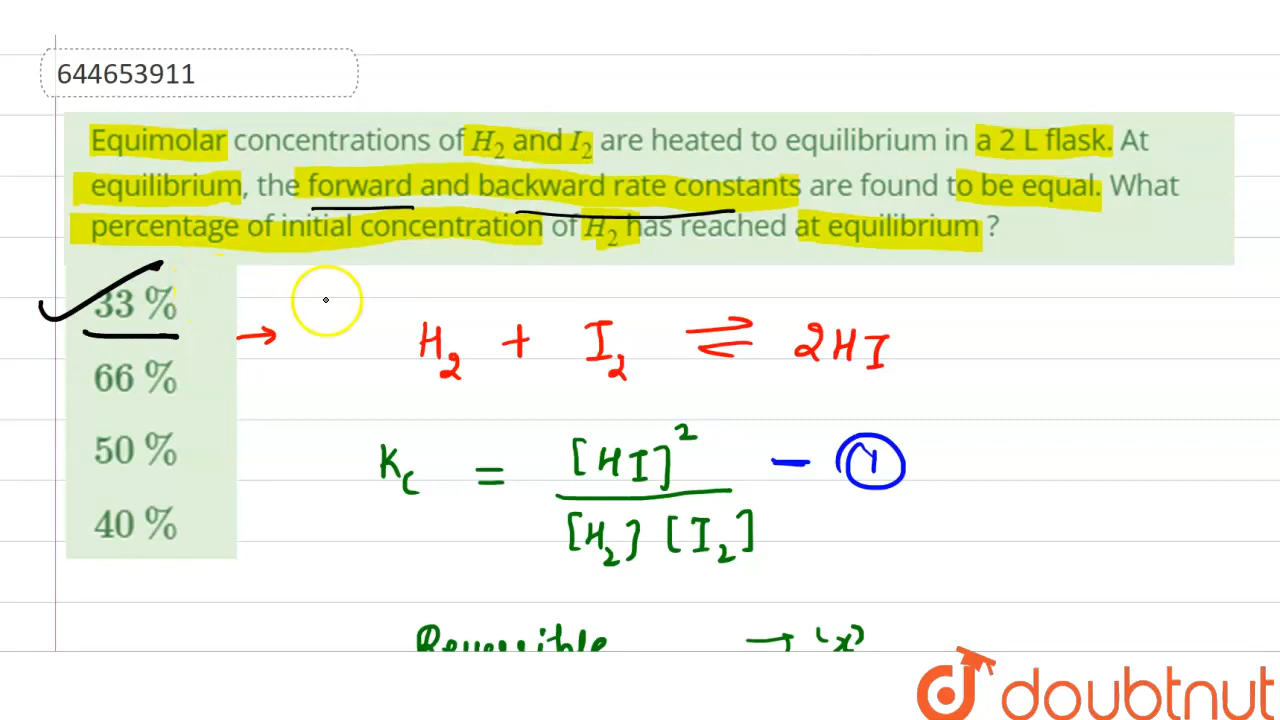 644653911
Equimolar concentrations of H₂ and I₂ are heated to equilibrium in a 2 L flask. At
equilibrium, the forward and backward rate constants are found to be equal. What
percentage of initial concentration of H₂ has reached at equilibrium ?
33 %
66 %
50 %
40 %
→ H₂ + I₂ ⇌ 2HI
K_C = [HI]² / [H₂] [I₂] - 1
Reversible → 'x'
doubtnut